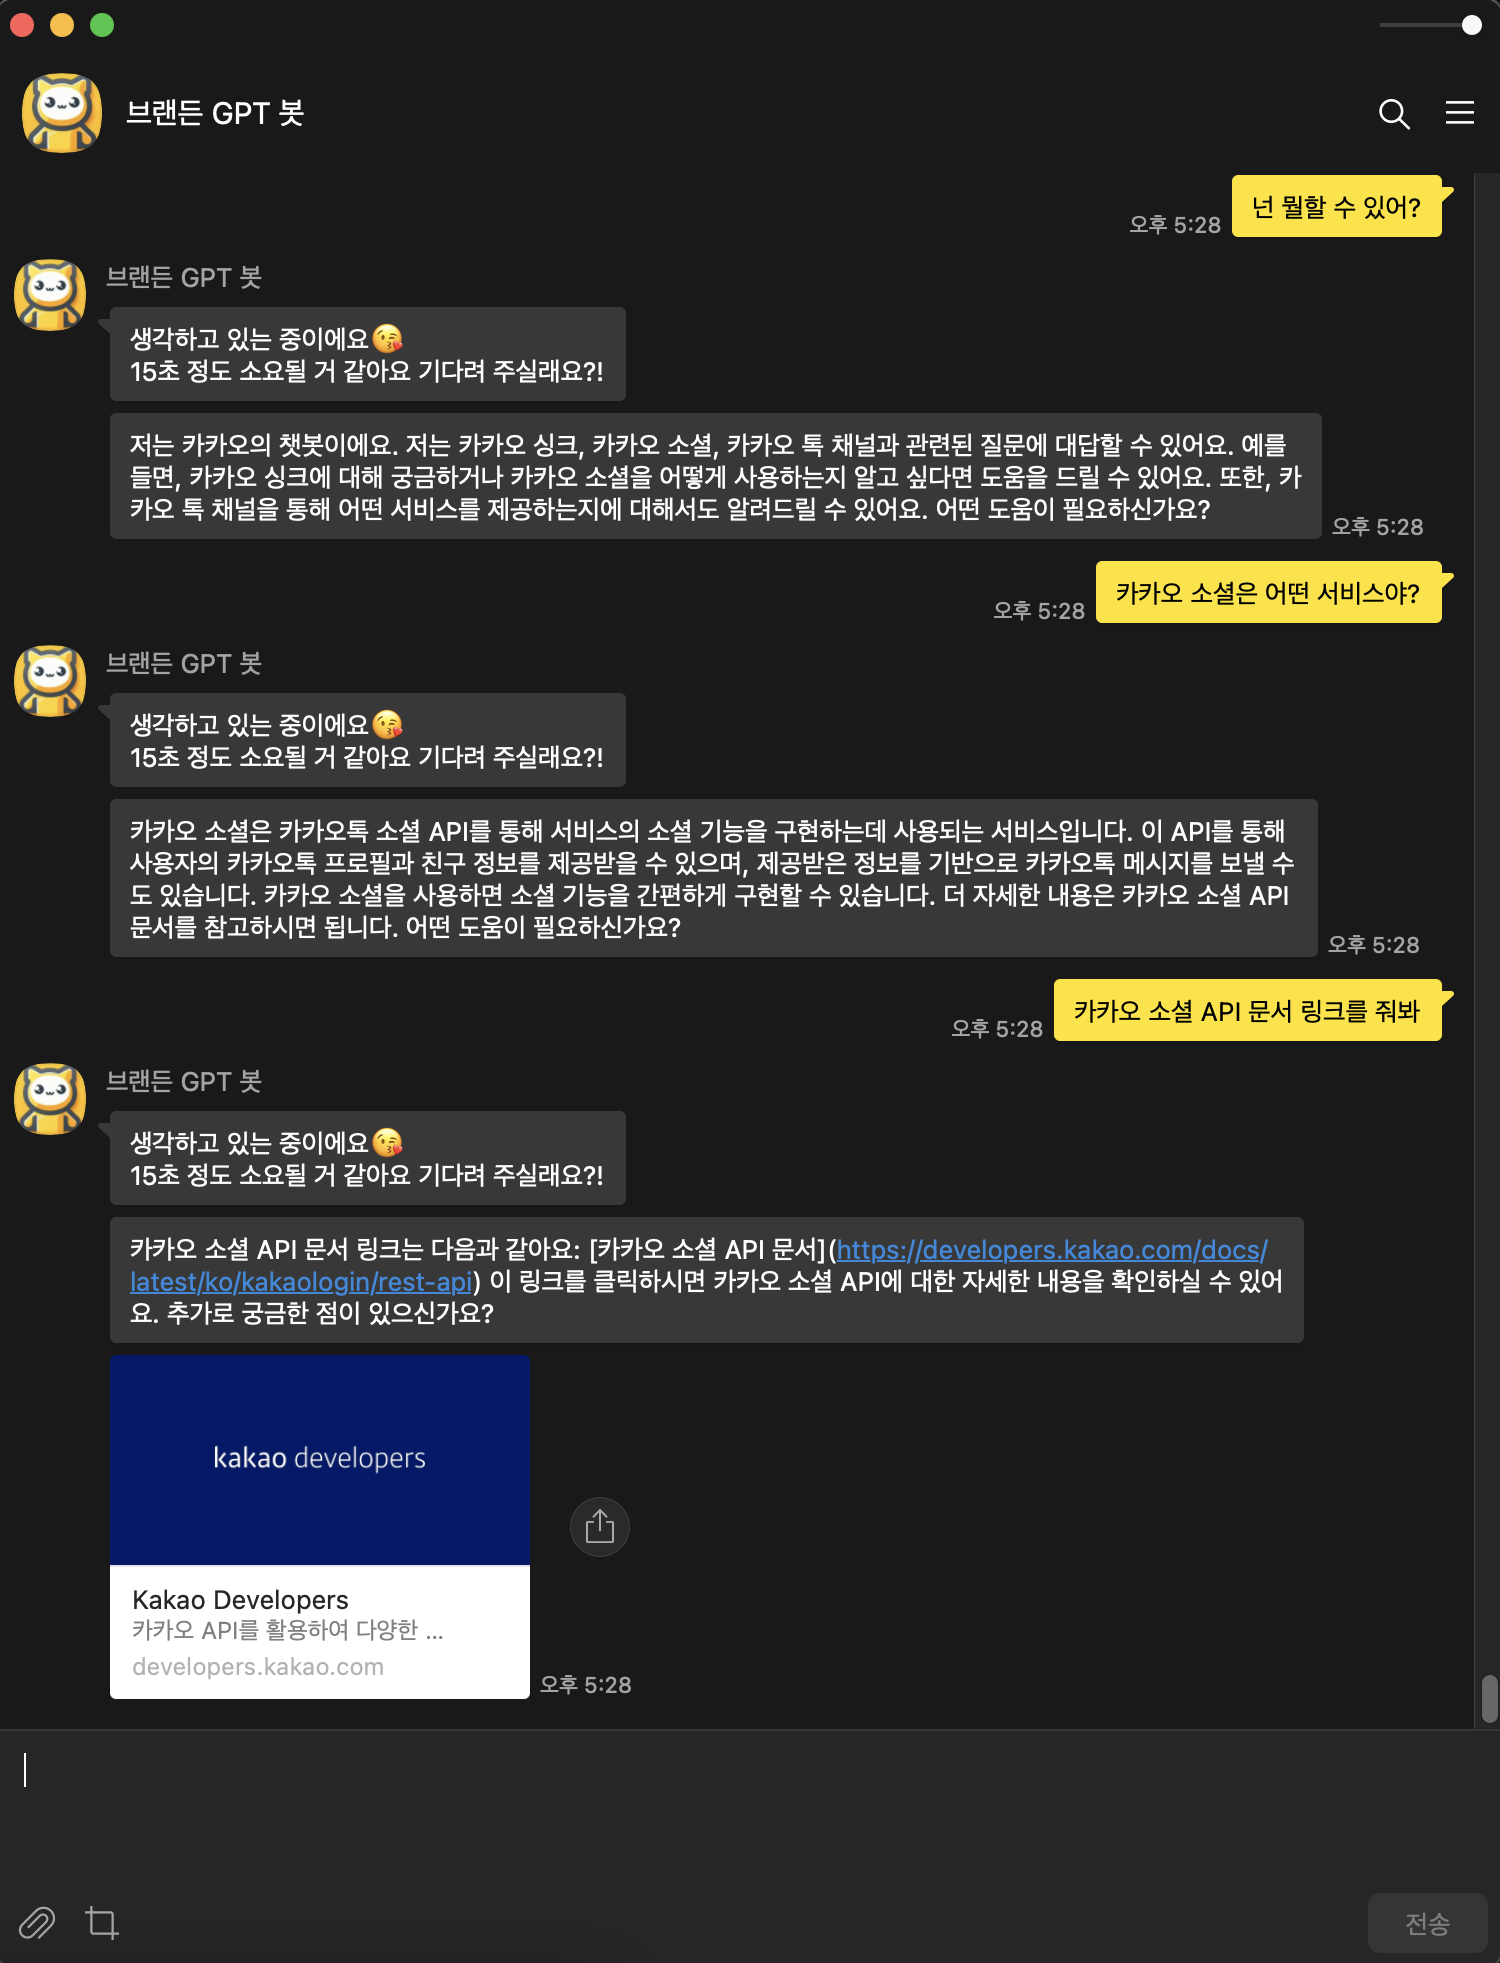 브랜든 GPT 봇
넌 뭘할 수 있어?
오후 5:28
브랜든 GPT 봇
생각하고 있는 중이에요😘
15초 정도 소요될 거 같아요 기다려 주실래요?!
저는 카카오의 챗봇이에요. 저는 카카오 싱크, 카카오 소셜, 카카오 톡 채널과 관련된 질문에 대답할 수 있어요. 예를
들면, 카카오 싱크에 대해 궁금하거나 카카오 소셜을 어떻게 사용하는지 알고 싶다면 도움을 드릴 수 있어요. 또한, 카
카오 톡 채널을 통해 어떤 서비스를 제공하는지에 대해서도 알려드릴 수 있어요. 어떤 도움이 필요하신가요?
오후 5:28
카카오 소셜은 어떤 서비스야?
오후 5:28
브랜든 GPT 봇
생각하고 있는 중이에요😘
15초 정도 소요될 거 같아요 기다려 주실래요?!
카카오 소셜은 카카오톡 소셜 API를 통해 서비스의 소셜 기능을 구현하는데 사용되는 서비스입니다. 이 API를 통해
사용자의 카카오톡 프로필과 친구 정보를 제공받을 수 있으며, 제공받은 정보를 기반으로 카카오톡 메시지를 보낼 수
도 있습니다. 카카오 소셜을 사용하면 소셜 기능을 간편하게 구현할 수 있습니다. 더 자세한 내용은 카카오 소셜 API
문서를 참고하시면 됩니다. 어떤 도움이 필요하신가요?
오후 5:28
카카오 소셜 API 문서 링크를 줘봐
오후 5:28
브랜든 GPT 봇
생각하고 있는 중이에요😘
15초 정도 소요될 거 같아요 기다려 주실래요?!
카카오 소셜 API 문서 링크는 다음과 같아요: [카카오 소셜 API 문서](https://developers.kakao.com/docs/
latest/ko/kakaologin/rest-api) 이 링크를 클릭하시면 카카오 소셜 API에 대한 자세한 내용을 확인하실 수 있어
요. 추가로 궁금한 점이 있으신가요?
kakao developers
Kakao Developers
카카오 API를 활용하여 다양한 ...
developers.kakao.com
오후 5:28
전송